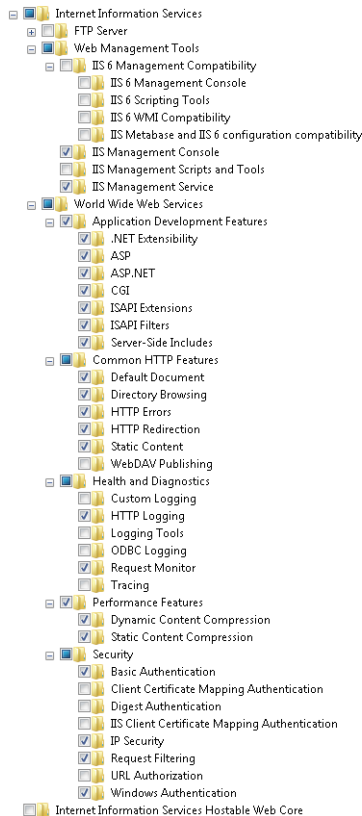 Internet Information Services
FTP Server
Web Management Tools
IIS 6 Management Compatibility
IIS 6 Management Console
IIS 6 Scripting Tools
IIS 6 WMI Compatibility
IIS Metabase and IIS 6 configuration compatibility
IIS Management Console
IIS Management Scripts and Tools
IIS Management Service
World Wide Web Services
Application Development Features
.NET Extensibility
ASP
ASP.NET
CGI
ISAPI Extensions
ISAPI Filters
Server-Side Includes
Common HTTP Features
Default Document
Directory Browsing
HTTP Errors
HTTP Redirection
Static Content
WebDAV Publishing
Health and Diagnostics
Custom Logging
HTTP Logging
Logging Tools
ODBC Logging
Request Monitor
Tracing
Performance Features
Dynamic Content Compression
Static Content Compression
Security
Basic Authentication
Client Certificate Mapping Authentication
Digest Authentication
IIS Client Certificate Mapping Authentication
IP Security
Request Filtering
URL Authorization
Windows Authentication
Internet Information Services Hostable Web Core